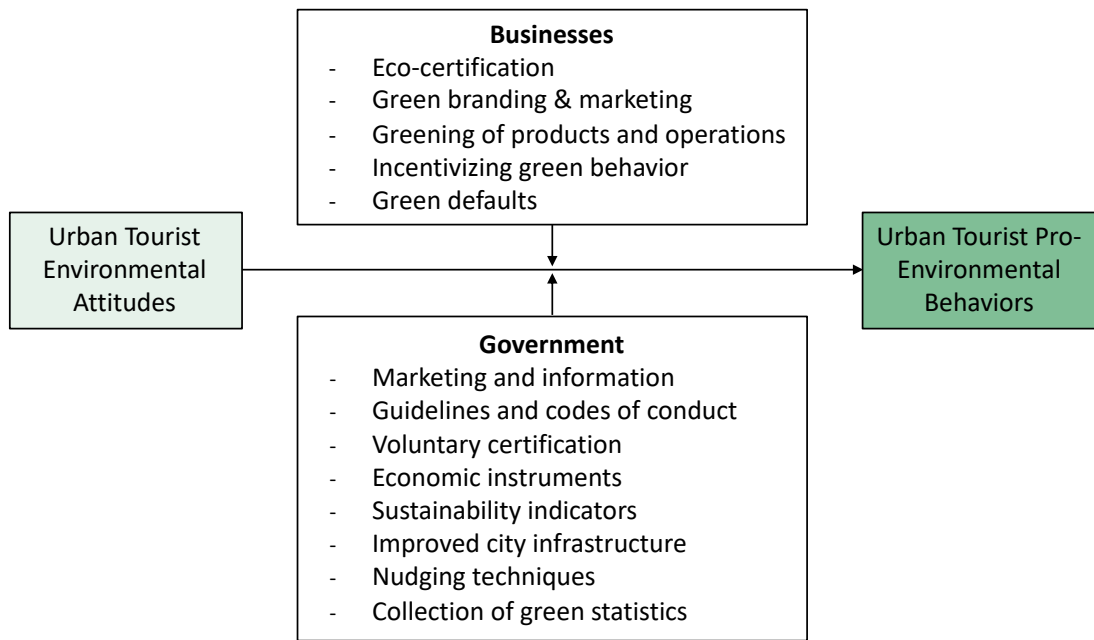 Businesses
- Eco-certification
- Green branding & marketing
- Greening of products and operations
- Incentivizing green behavior
- Green defaults
Urban Tourist
Environmental
Attitudes
Urban Tourist Pro-
Environmental
Behaviors
Government
- Marketing and information
- Guidelines and codes of conduct
- Voluntary certification
- Economic instruments
- Sustainability indicators
- Improved city infrastructure
- Nudging techniques
- Collection of green statistics